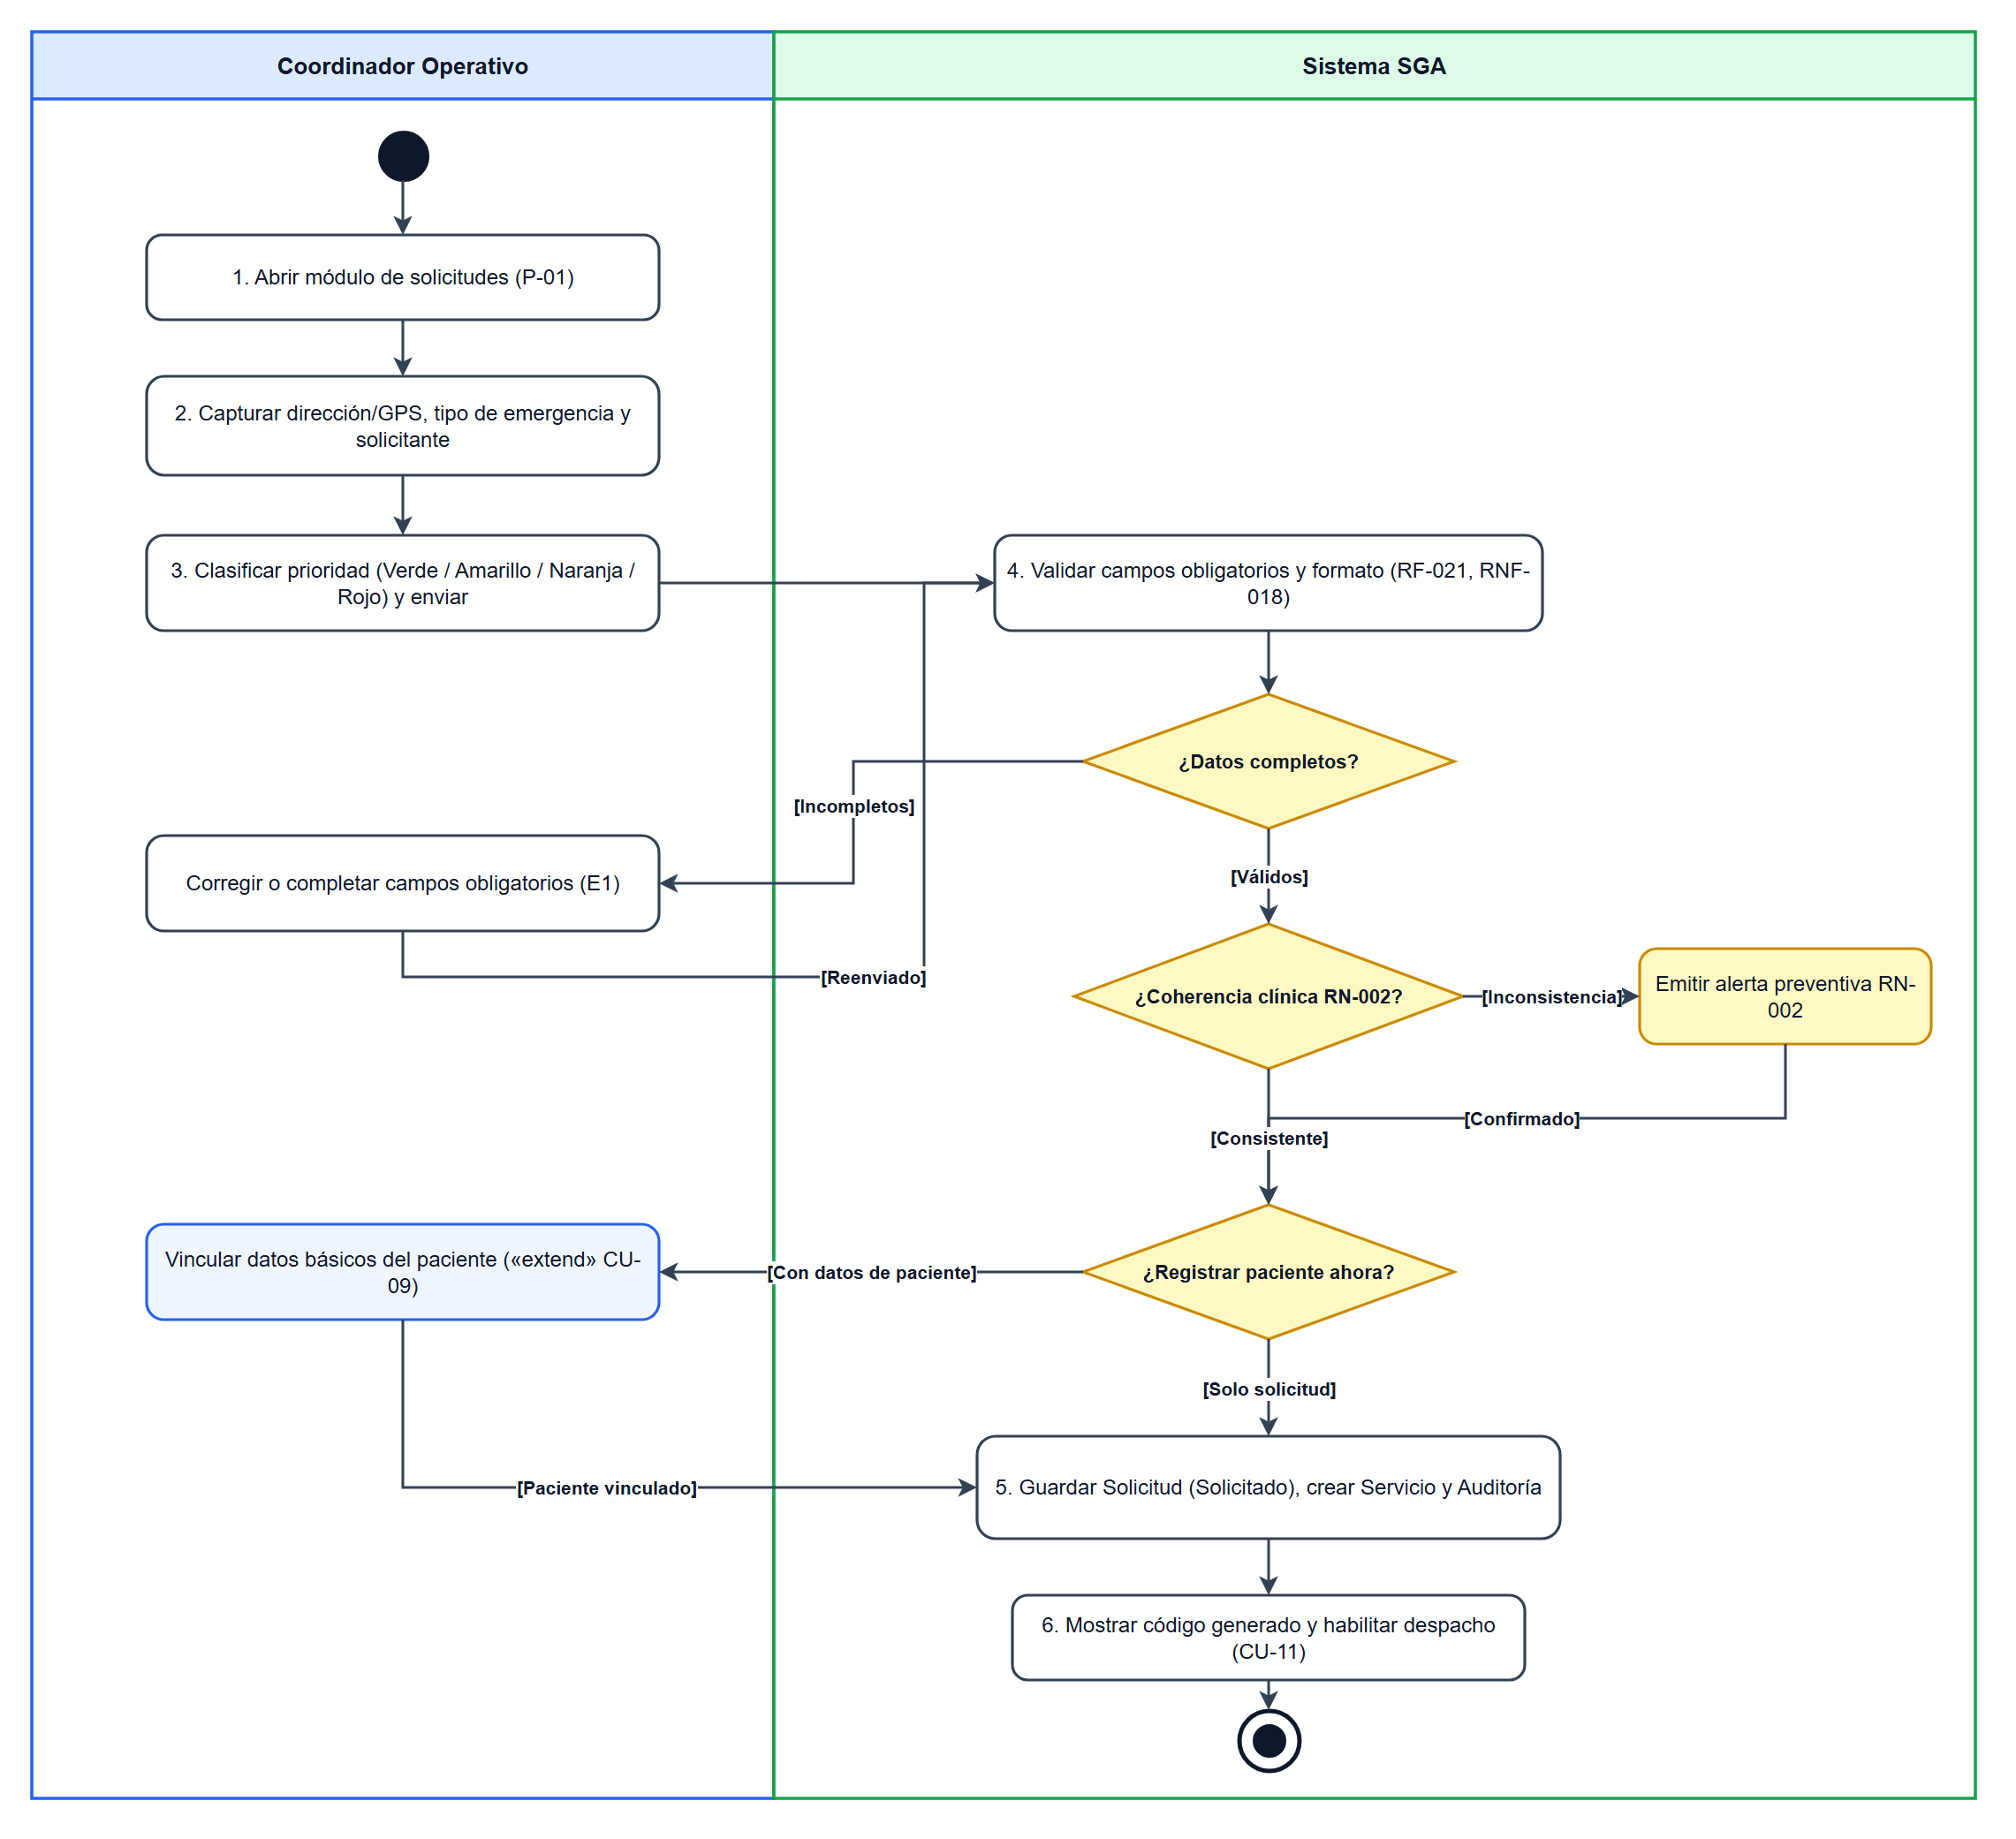 Coordinador Operativo
Sistema SGA
1. Abrir módulo de solicitudes (P-01)
2. Capturar dirección/GPS, tipo de emergencia y
solicitante
3. Clasificar prioridad (Verde / Amarillo / Naranja /
Rojo) y enviar
4. Validar campos obligatorios y formato (RF-021, RNF-
018)
¿Datos completos?
[Incompletos]
Corregir o completar campos obligatorios (E1)
[Válidos]
[Reenviado]
¿Coherencia clínica RN-002?
[Inconsistencia]
Emitir alerta preventiva RN-
002
[Confirmado]
[Consistente]
Vincular datos básicos del paciente («extend» CU-
09)
[Con datos de paciente]
¿Registrar paciente ahora?
[Solo solicitud]
[Paciente vinculado]
5. Guardar Solicitud (Solicitado), crear Servicio y Auditoría
6. Mostrar código generado y habilitar despacho
(CU-11)